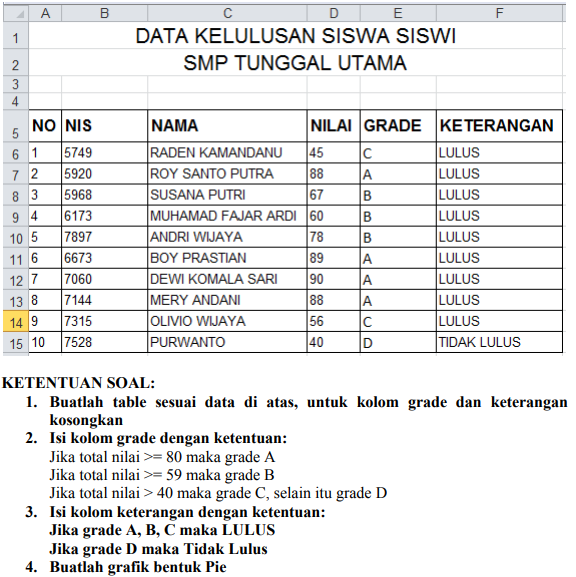 A B C D E F
1 DATA KELULUSAN SISWA SISWI
2 SMP TUNGGAL UTAMA
3
4
5 NO NIS NAMA NILAI GRADE KETERANGAN
6 1 5749 RADEN KAMANDANU 45 C LULUS
7 2 5920 ROY SANTO PUTRA 88 A LULUS
8 3 5968 SUSANA PUTRI 67 B LULUS
9 4 6173 MUHAMAD FAJAR ARDI 60 B LULUS
10 5 7897 ANDRI WIJAYA 78 B LULUS
11 6 6673 BOY PRASTIAN 89 A LULUS
12 7 7060 DEWI KOMALA SARI 90 A LULUS
13 8 7144 MERY ANDANI 88 A LULUS
14 9 7315 OLIVIO WIJAYA 56 C LULUS
15 10 7528 PURWANTO 40 D TIDAK LULUS
KETENTUAN SOAL:
1. Buatlah table sesuai data di atas, untuk kolom grade dan keterangan
kosongkan
2. Isi kolom grade dengan ketentuan:
Jika total nilai >= 80 maka grade A
Jika total nilai >= 59 maka grade B
Jika total nilai > 40 maka grade C, selain itu grade D
3. Isi kolom keterangan dengan ketentuan:
Jika grade A, B, C maka LULUS
Jika grade D maka Tidak Lulus
4. Buatlah grafik bentuk Pie